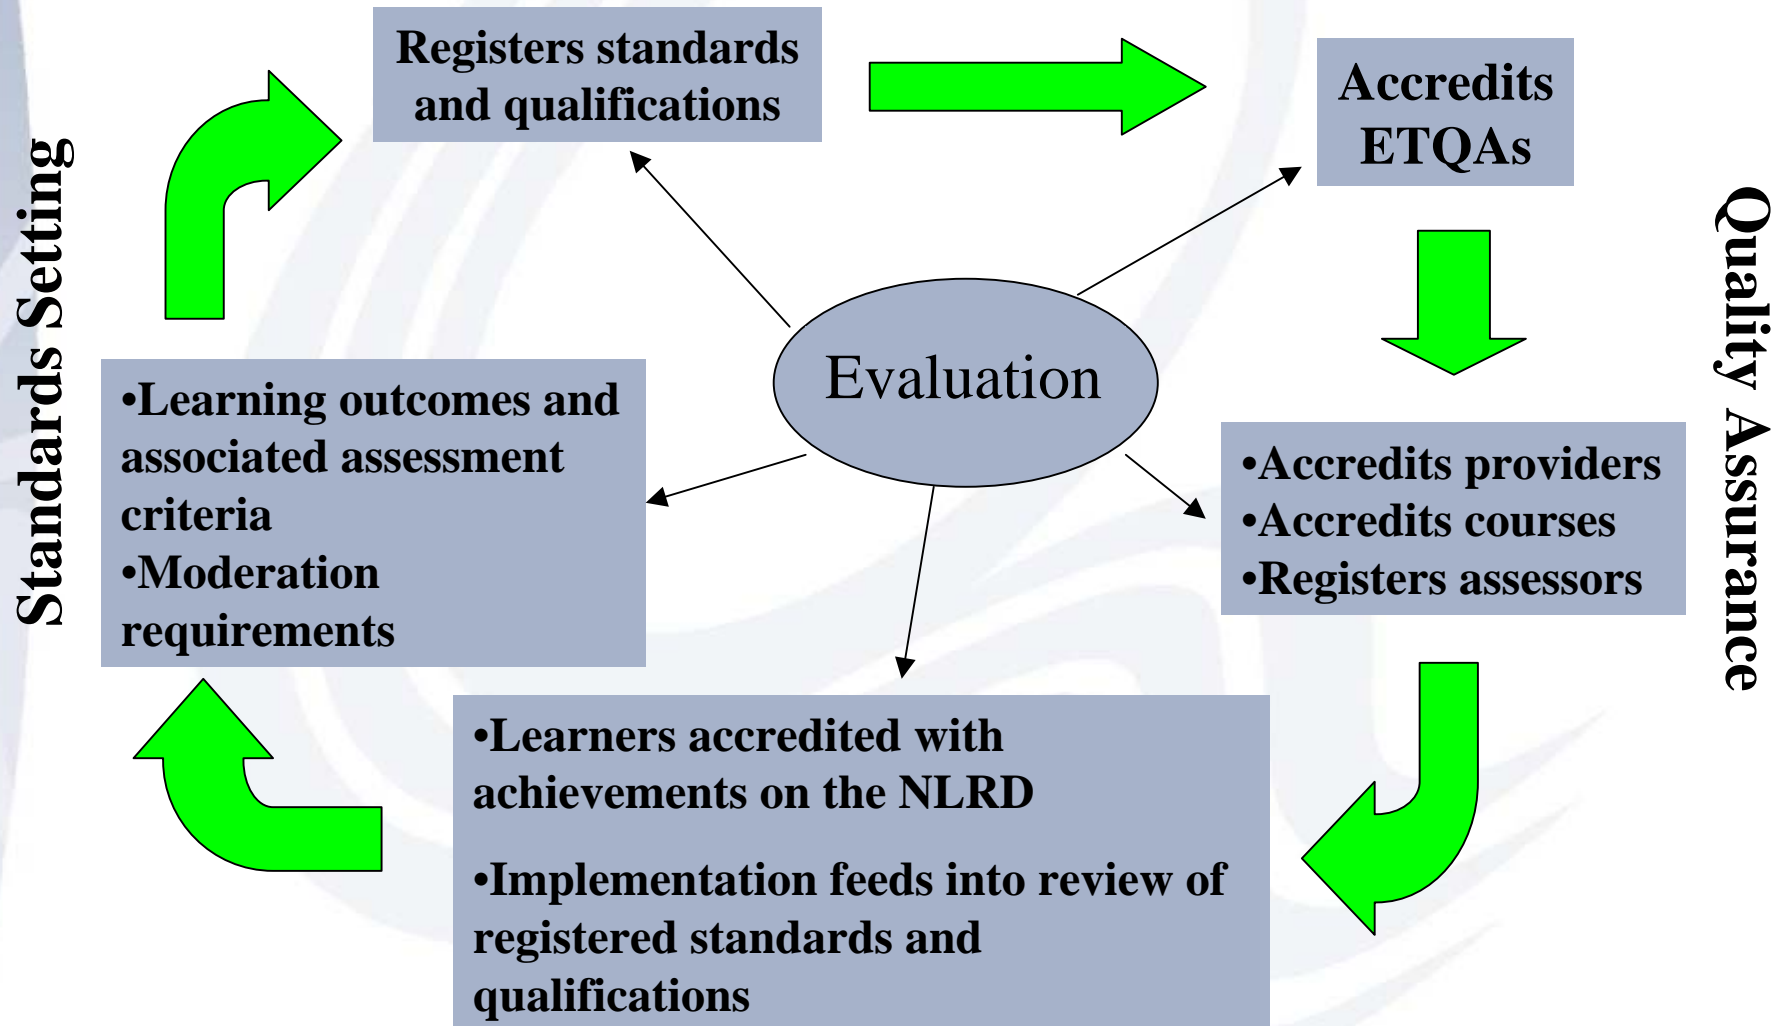 Registers standards
and qualifications
Accredits
ETQAs
Standards Setting
Quality Assurance
Evaluation
•Learning outcomes and
associated assessment
criteria
•Moderation
requirements
•Accredits providers
•Accredits courses
•Registers assessors
•Learners accredited with
achievements on the NLRD
•Implementation feeds into review of
registered standards and
qualifications